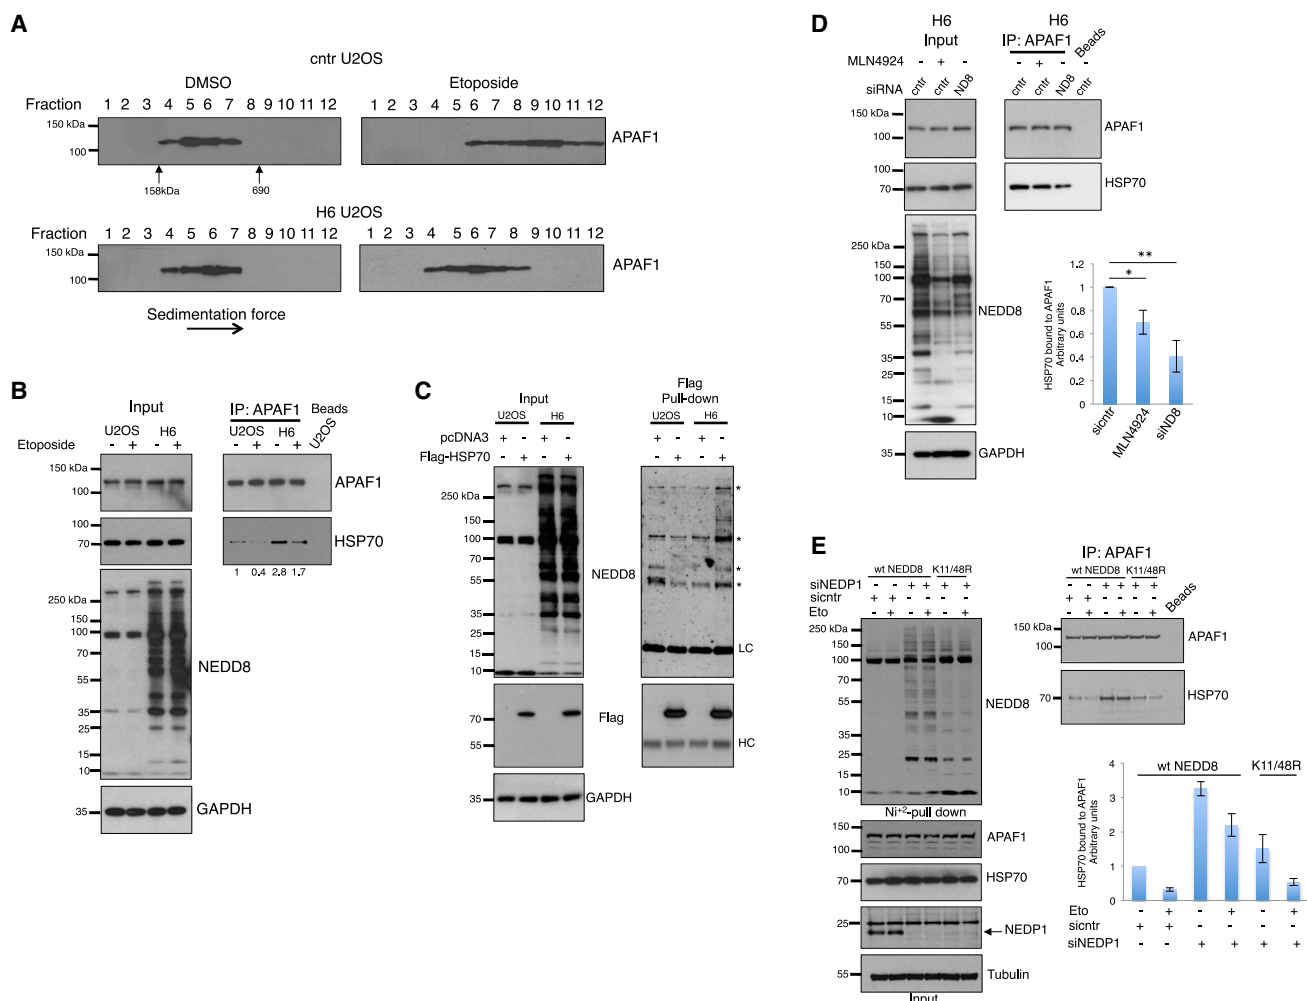 A
cntr U2OS
DMSO
Etoposide
Fraction 1 2 3 4 5 6 7 8 9 10 11 12 1 2 3 4 5 6 7 8 9 10 11 12
150 kDa
100
APAF1
158kDa
690
H6 U2OS
Fraction 1 2 3 4 5 6 7 8 9 10 11 12 1 2 3 4 5 6 7 8 9 10 11 12
150 kDa
100
APAF1
Sedimentation force
B
Input
IP: APAF1
Beads
U2OS H6 U2OS H6 U2OS
Etoposide - + - + - + - +
150 kDa
100
APAF1
100
70
HSP70
1 0.4 2.8 1.7
250 kDa
150
100
70
55
35
25
15
10
NEDD8
35
GAPDH
C
Input
Flag
Pull-down
U2OS H6 U2OS H6
pcDNA3 + + + +
Flag-HSP70 + + + +
250 kDa
150
100
70
55
35
25
15
10
NEDD8
*
*
*
*
LC
70
55
Flag
HC
35
GAPDH
D
H6
Input
H6
IP: APAF1
Beads
MLN4924 - + - - + - -
siRNA cntr cntr ND8 cntr cntr ND8 cntr
150 kDa
100
APAF1
100
70
HSP70
250 kDa
150
100
70
55
35
25
15
10
NEDD8
35
GAPDH
HSP70 bound to APAF1
Arbitrary units
1.2
1
0.8
0.6
0.4
0.2
0
*
**
sicntr
MLN4924
siND8
E
wt NEDD8 K11/48R
siNEDP1 - - + + + +
sicntr + + - - - -
Eto - + - + - +
250 kDa
150
100
70
55
35
25
15
10
NEDD8
Ni+2-pull down
150
100
APAF1
70
HSP70
25
15
NEDP1
55
Tubulin
Input
IP: APAF1
wt NEDD8 K11/48R
- - + + + +
+ + - - - -
- + - + - +
Beads
150 kDa
100
APAF1
70
HSP70
HSP70 bound to APAF1
Arbitrary units
4
3
2
1
0
wt NEDD8
K11/48R
Eto - + - + - +
sicntr + + - - - -
siNEDP1 - - + + + +